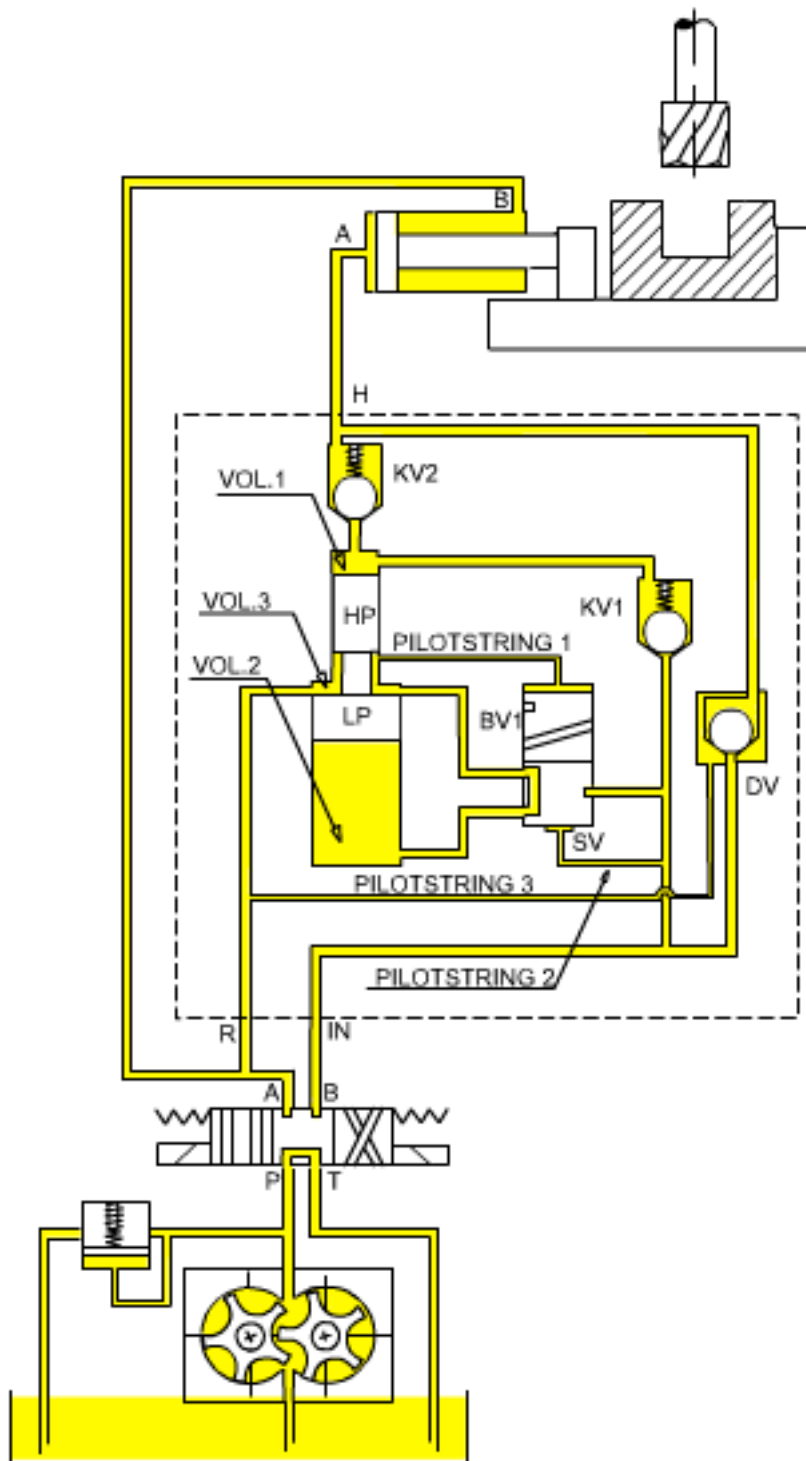 B
A
H
KV2
VOL.1
VOL.3
HP
KV1
PILOTSTRING 1
VOL.2
LP
BV1
DV
SV
PILOTSTRING 3
PILOTSTRING 2
R
IN
A
B
P
T